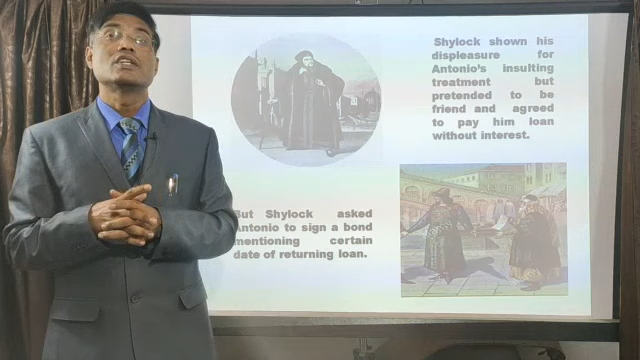 Shylock shown his
displeasure for
Antonio's insulting
treatment but
pretended to be
friend and agreed
to pay him loan
without interest.
But Shylock asked
Antonio to sign a bond
mentioning certain
date of returning loan.